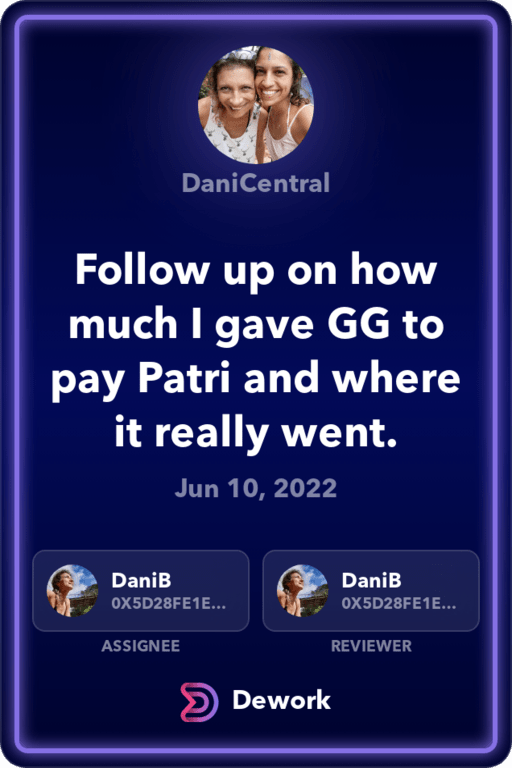 DaniCentral
Follow up on how
much I gave GG to
pay Patri and where
it really went.
Jun 10, 2022
DaniB
0X5D28FE1E...
ASSIGNEE
DaniB
0X5D28FE1E...
REVIEWER
Dework